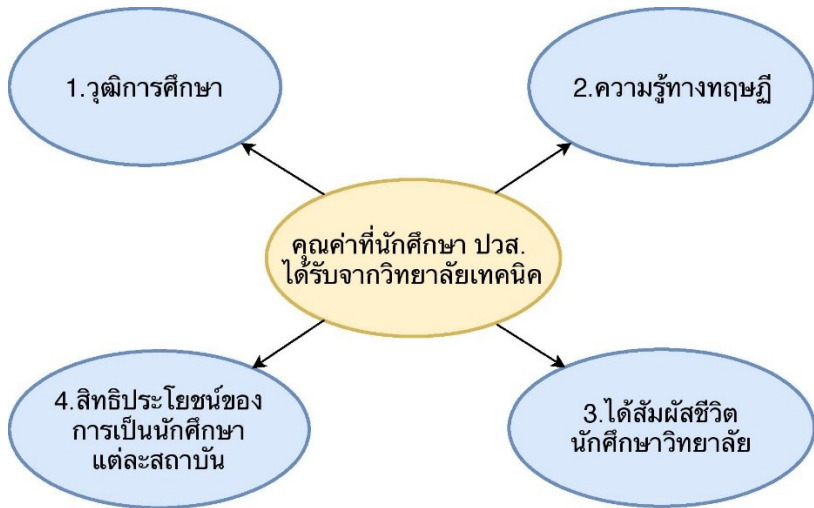 1.วุฒิการศึกษา
2.ความรู้ทางทฤษฏี
คุณค่าที่นักศึกษา ปวส.
ได้รับจากวิทยาลัยเทคนิค
4.สิทธิประโยชน์ของ
การเป็นนักศึกษา
แต่ละสถาบัน
3.ได้สัมผัสชีวิต
นักศึกษาวิทยาลัย